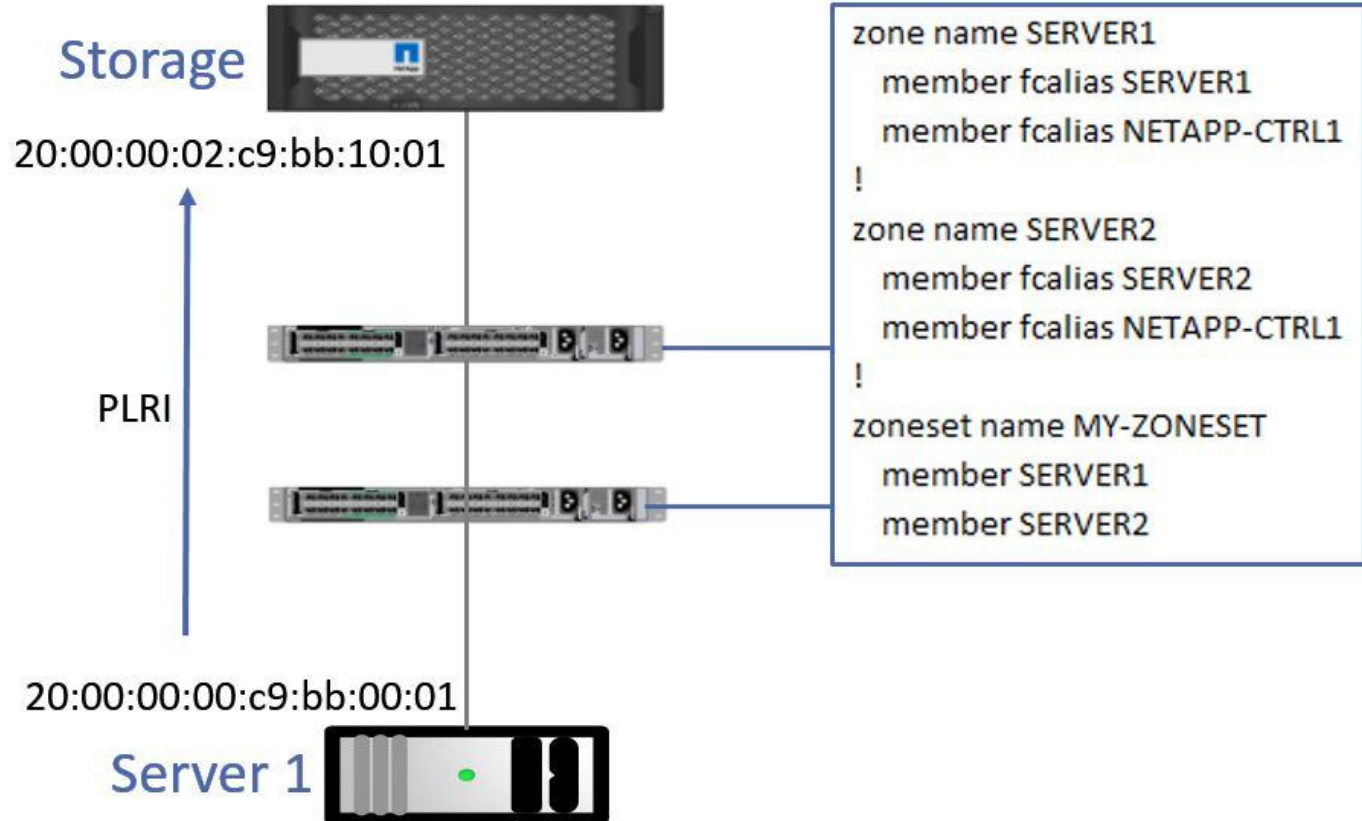 Storage
NetApp
20:00:00:02:c9:bb:10:01
PLRI
20:00:00:00:c9:bb:00:01
Server 1
zone name SERVER1
member fcalias SERVER1
member fcalias NETAPP-CTRL1
!
zone name SERVER2
member fcalias SERVER2
member fcalias NETAPP-CTRL1
!
zoneset name MY-ZONESET
member SERVER1
member SERVER2